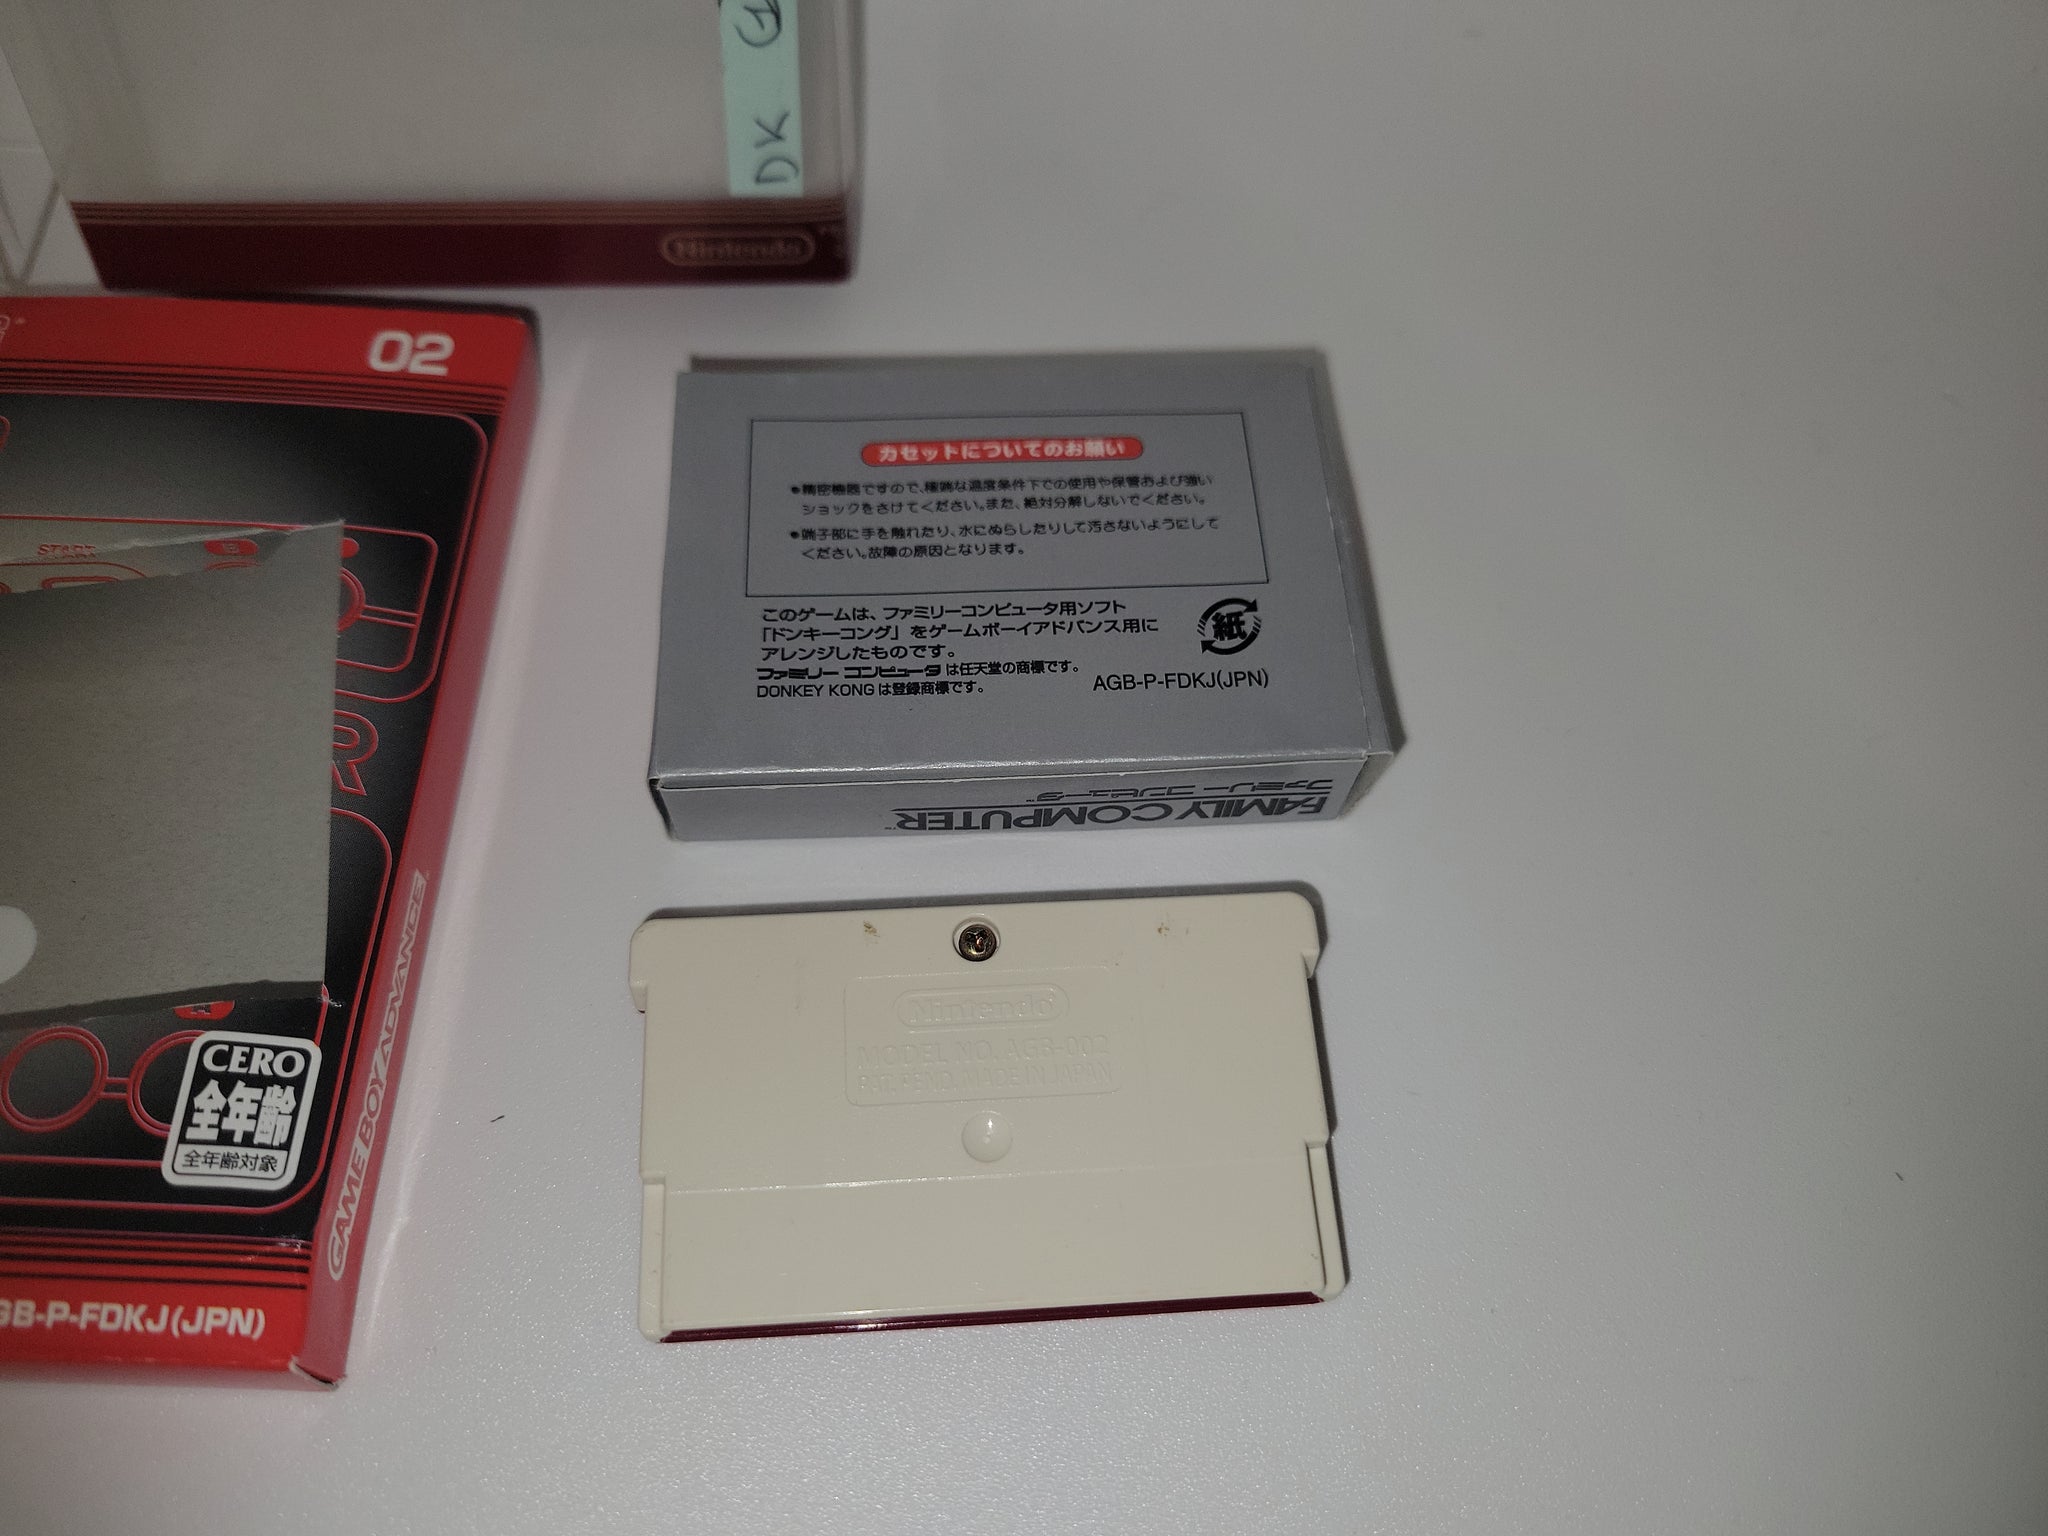 DK
Nintendo
02
START
CERO
全年齢
全年齢対象
GAME BOY ADVANCE
GB-P-FDKJ(JPN)
カセットについてのお願い
●精密機器ですので、極端な温度条件下での使用や保管および強い
ショックをさけてください。また、絶対分解しないでください。
●端子部に手を触れたり、水にぬらしたりして汚さないようにして
ください。故障の原因となります。
このゲームは、ファミリーコンピュータ用ソフト
「ドンキーコング」をゲームボーイアドバンス用に
アレンジしたものです。
ファミリー コンピュータ は任天堂の商標です。
DONKEY KONG は登録商標です。
紙
AGB-P-FDKJ(JPN)
FAMILY COMPUTER™
ファミリー コンピュータ™
Nintendo
MODEL NO. AGB-002
PAT. PEND. MADE IN JAPAN